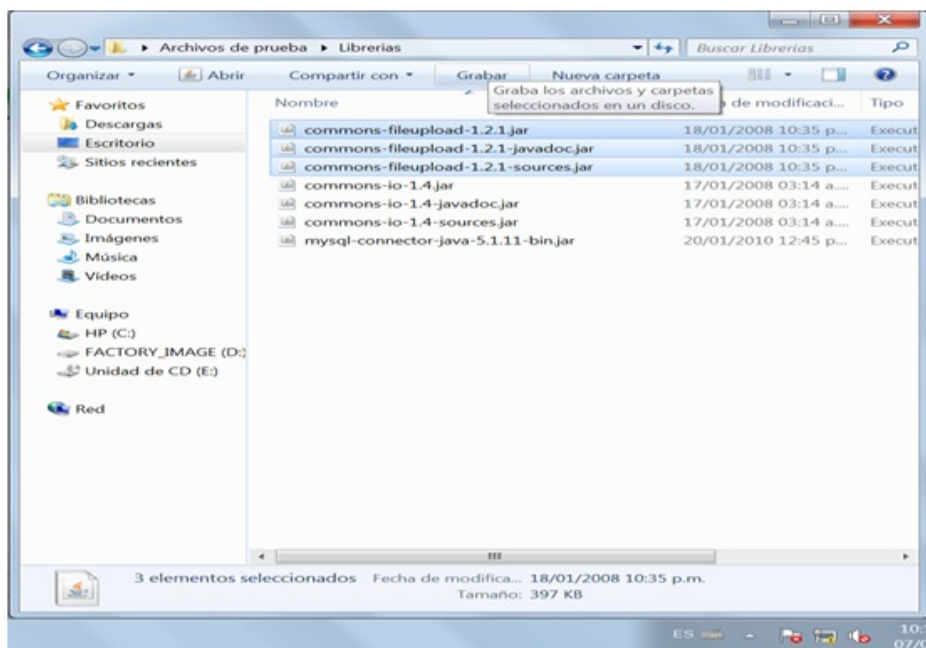 Archivos de prueba ▸ Librerias
Buscar Librerias
Organizar Abrir Compartir con Grabar Nueva carpeta
Graba los archivos y carpetas
seleccionados en un disco.
Favoritos
Descargas
Escritorio
Sitios recientes
Bibliotecas
Documentos
Imágenes
Música
Vídeos
Equipo
HP (C:)
FACTORY_IMAGE (D:)
Unidad de CD (E:)
Red
Nombre de modificaci... Tipo
commons-fileupload-1.2.1.jar 18/01/2008 10:35 p... Execut
commons-fileupload-1.2.1-javadoc.jar 18/01/2008 10:35 p... Execut
commons-fileupload-1.2.1-sources.jar 18/01/2008 10:35 p... Execut
commons-io-1.4.jar 17/01/2008 03:14 a.... Execut
commons-io-1.4-javadoc.jar 17/01/2008 03:14 a.... Execut
commons-io-1.4-sources.jar 17/01/2008 03:14 a.... Execut
mysql-connector-java-5.1.11-bin.jar 20/01/2010 12:45 p... Execut
3 elementos seleccionados Fecha de modifica... 18/01/2008 10:35 p.m.
Tamaño: 397 KB
ES
10:
07/